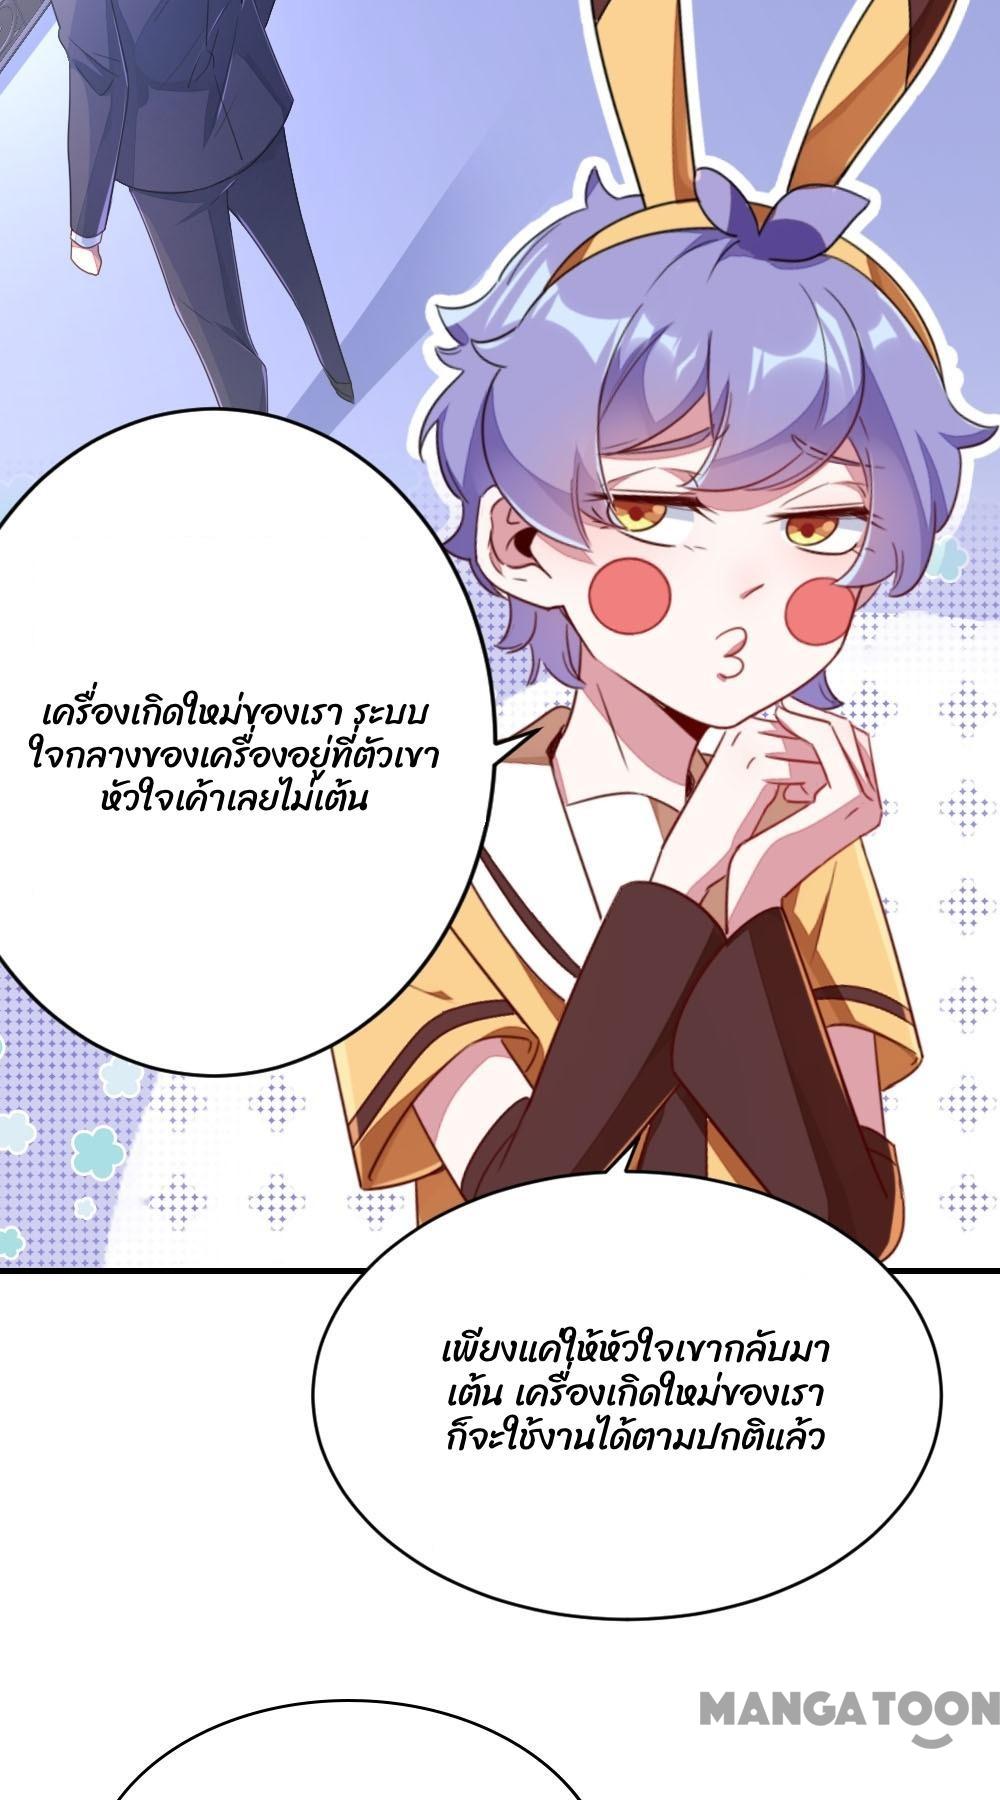 เครื่องเกิดใหม่ของเรา ระบบ
ใจกลางของเครื่องอยู่ที่ตัวเขา
หัวใจเค้าเลยไม่เต้น
เพียงแค่ให้หัวใจเขากลับมา
เต้น เครื่องเกิดใหม่ของเรา
ก็จะใช้งานได้ตามปกติแล้ว
MANGATOON